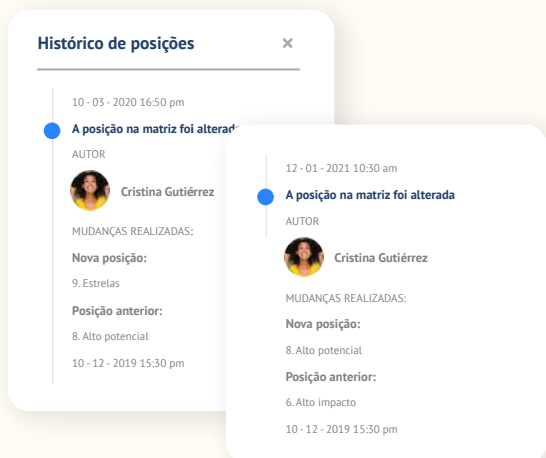 Histórico de posições
10 - 03 - 2020 16:50 pm
A posição na matriz foi alterada
AUTOR
Cristina Gutiérrez
MUDANÇAS REALIZADAS:
Nova posição:
9. Estrelas
Posição anterior:
8. Alto potencial
10 - 12 - 2019 15:30 pm
12 - 01 - 2021 10:30 am
A posição na matriz foi alterada
AUTOR
Cristina Gutiérrez
MUDANÇAS REALIZADAS:
Nova posição:
8. Alto potencial
Posição anterior:
6. Alto impacto
10 - 12 - 2019 15:30 pm